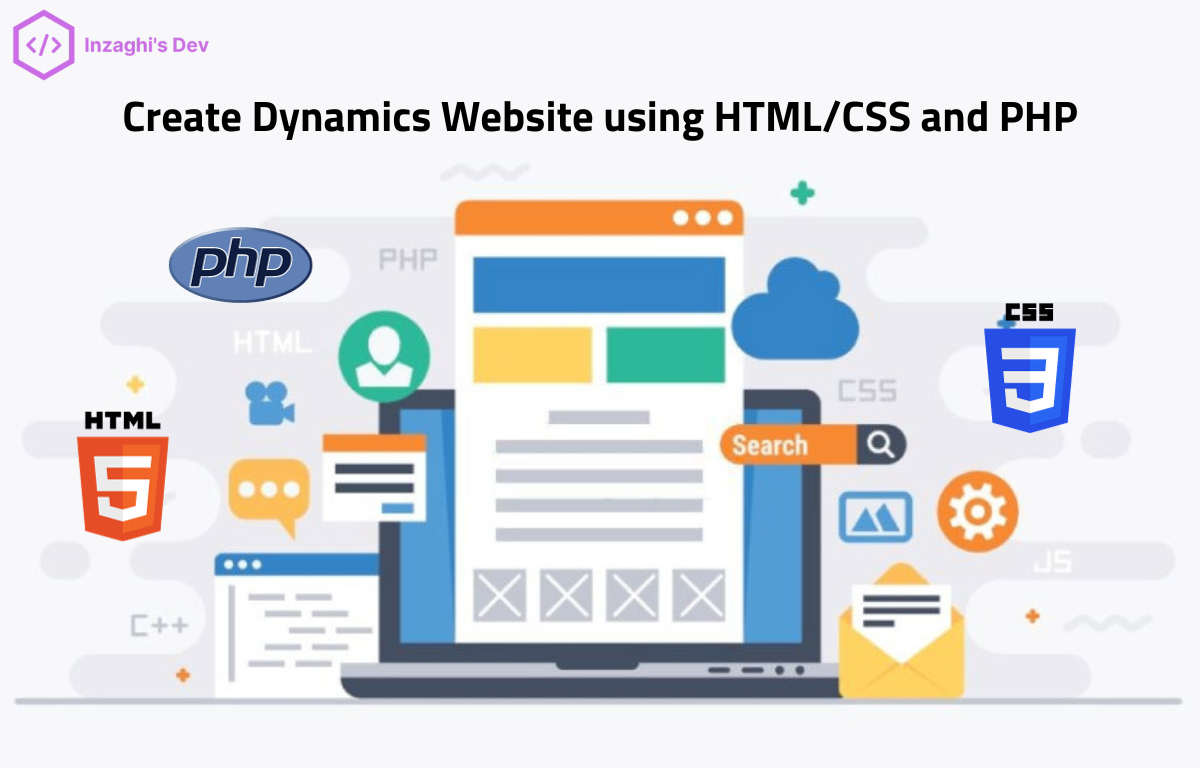 Inzaghi's Dev
Create Dynamics Website using HTML/CSS and PHP
php
PHP
HTML
CSS
CSS
HTML
Search
JS
C++